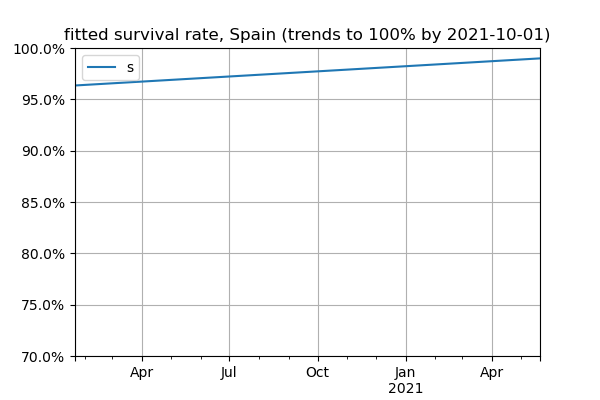 fitted survival rate, Spain (trends to 100% by 2021-10-01)
100.0%
s
95.0%
90.0%
85.0%
80.0%
75.0%
70.0%
Apr Jul Oct Jan Apr
2021